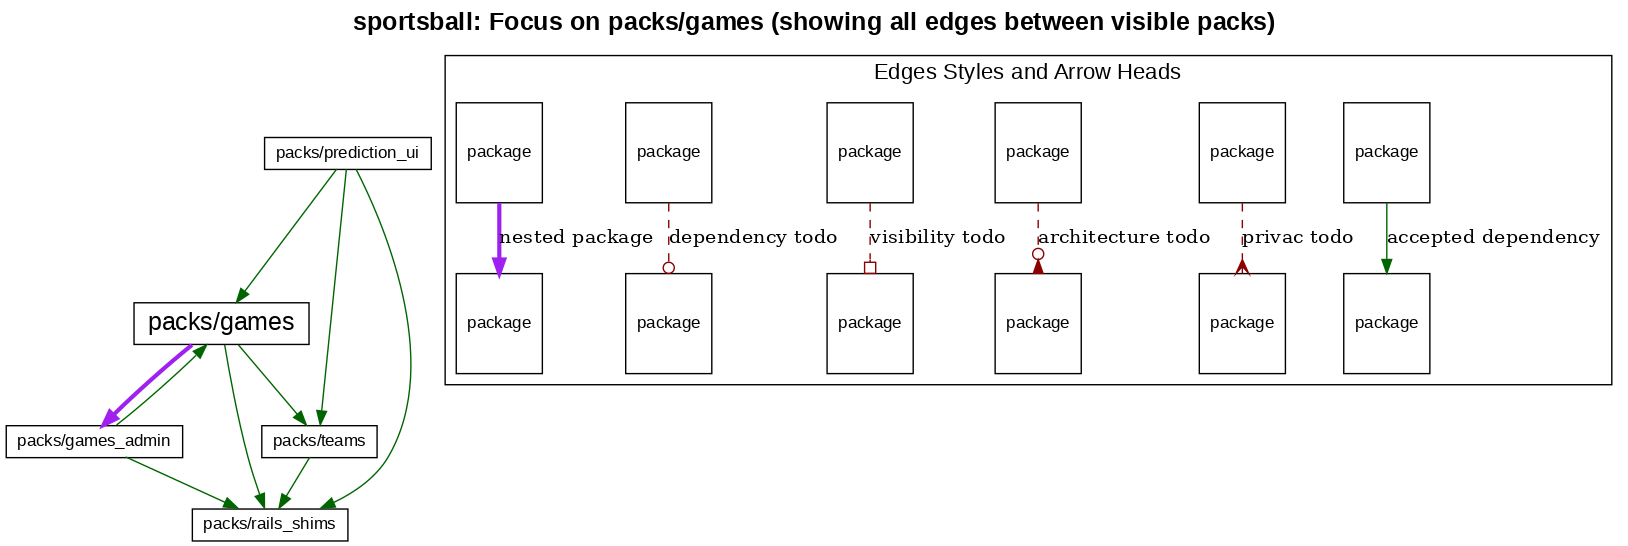 sportsball: Focus on packs/games (showing all edges between visible packs)
Edges Styles and Arrow Heads
package package package package package package
packs/prediction_ui
nested package dependency todo visibility todo architecture todo privac todo accepted dependency
packs/games
package package package package package package
packs/games_admin packs/teams
packs/rails_shims